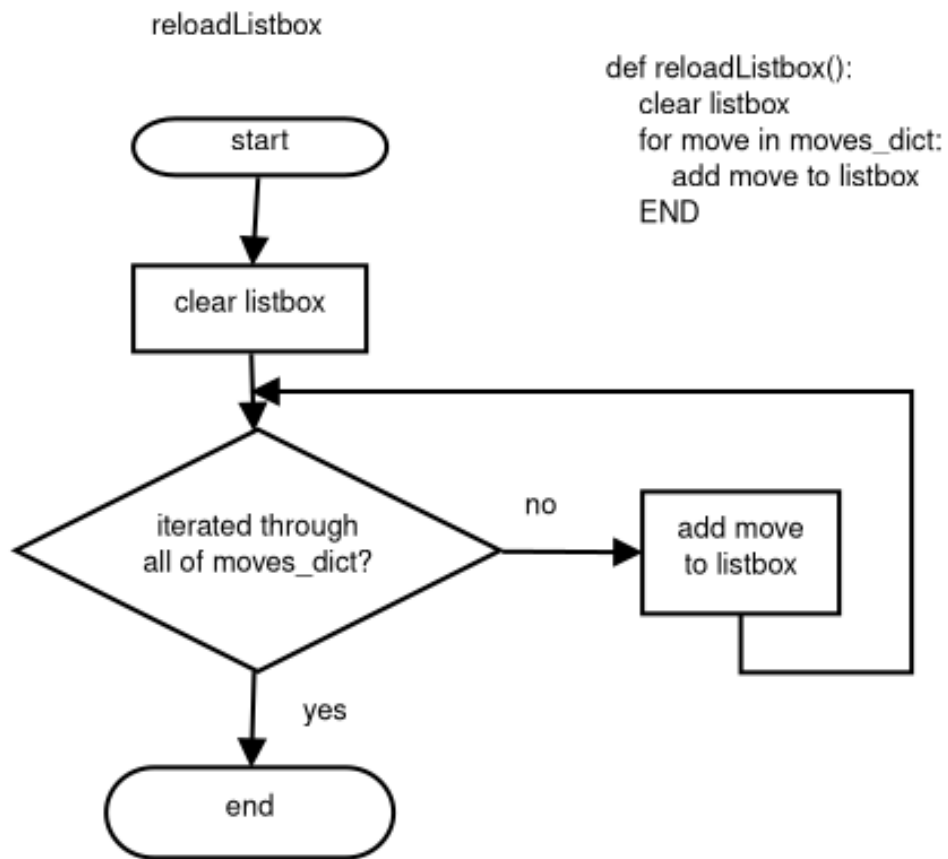 reloadListbox
def reloadListbox():
clear listbox
for move in moves_dict:
add move to listbox
END
start
clear listbox
iterated through
all of moves_dict?
no
add move
to listbox
yes
end